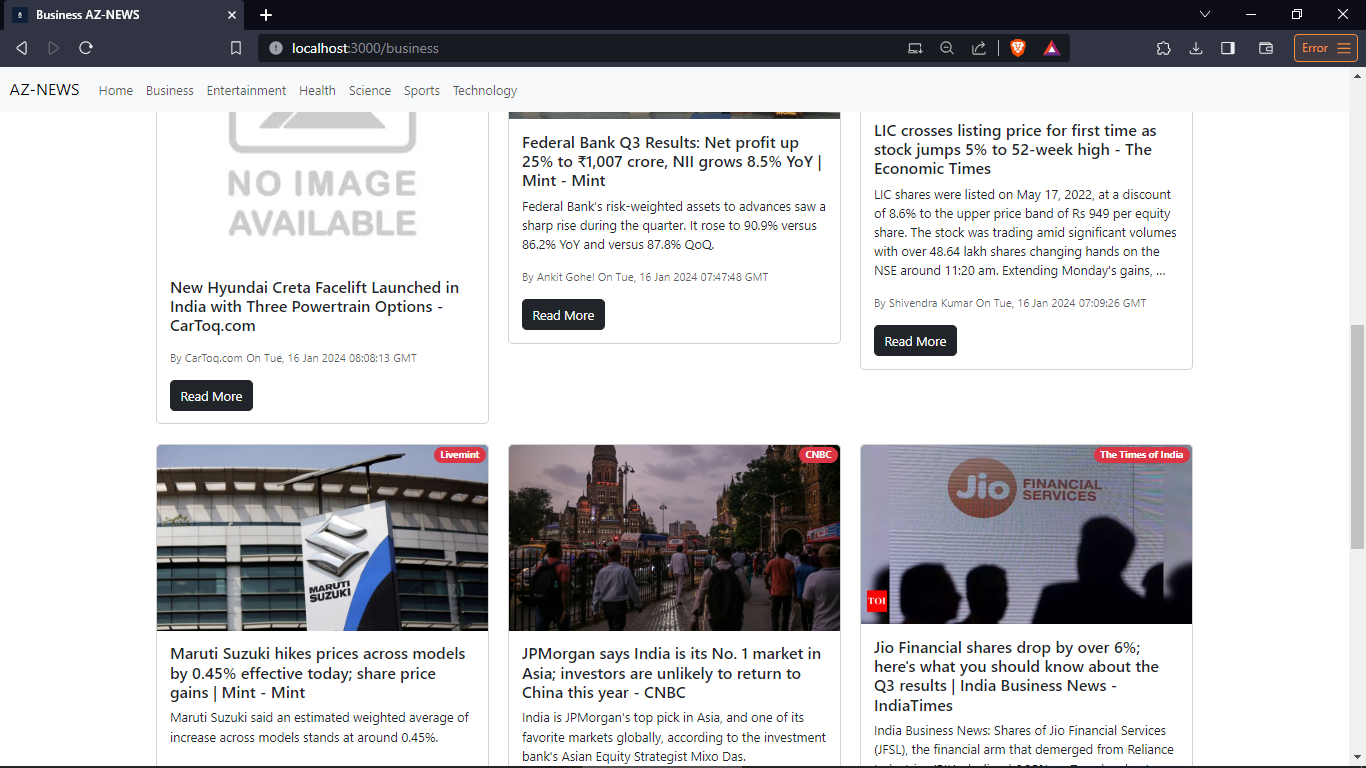 Business AZ-NEWS
localhost:3000/business
Error
AZ-NEWS Home Business Entertainment Health Science Sports Technology
NO IMAGE
AVAILABLE
New Hyundai Creta Facelift Launched in
India with Three Powertrain Options -
CarToq.com
By CarToq.com On Tue, 16 Jan 2024 08:08:13 GMT
Read More
Federal Bank Q3 Results: Net profit up
25% to ₹1,007 crore, NII grows 8.5% YoY |
Mint - Mint
Federal Bank's risk-weighted assets to advances saw a
sharp rise during the quarter. It rose to 90.9% versus
86.2% YoY and versus 87.8% QoQ.
By Ankit Gohel On Tue, 16 Jan 2024 07:47:48 GMT
Read More
LIC crosses listing price for first time as
stock jumps 5% to 52-week high - The
Economic Times
LIC shares were listed on May 17, 2022, at a discount
of 8.6% to the upper price band of Rs 949 per equity
share. The stock was trading amid significant volumes
with over 48.64 lakh shares changing hands on the
NSE around 11:20 am. Extending Monday's gains, ...
By Shivendra Kumar On Tue, 16 Jan 2024 07:09:26 GMT
Read More
Livemint
MARUTI
SUZUKI
Maruti Suzuki hikes prices across models
by 0.45% effective today; share price
gains | Mint - Mint
Maruti Suzuki said an estimated weighted average of
increase across models stands at around 0.45%.
CNBC
JPMorgan says India is its No. 1 market in
Asia; investors are unlikely to return to
China this year - CNBC
India is JPMorgan's top pick in Asia, and one of its
favorite markets globally, according to the investment
bank's Asian Equity Strategist Mixo Das.
The Times of India
Jio FINANCIAL
SERVICES
TOI
Jio Financial shares drop by over 6%;
here's what you should know about the
Q3 results | India Business News -
IndiaTimes
India Business News: Shares of Jio Financial Services
(JFSL), the financial arm that demerged from Reliance